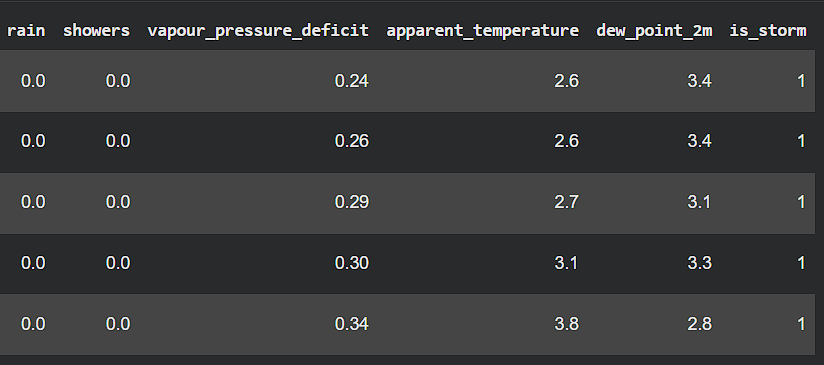 rain showers vapour_pressure_deficit apparent_temperature dew_point_2m is_storm
0.0 0.0 0.24 2.6 3.4 1
0.0 0.0 0.26 2.6 3.4 1
0.0 0.0 0.29 2.7 3.1 1
0.0 0.0 0.30 3.1 3.3 1
0.0 0.0 0.34 3.8 2.8 1